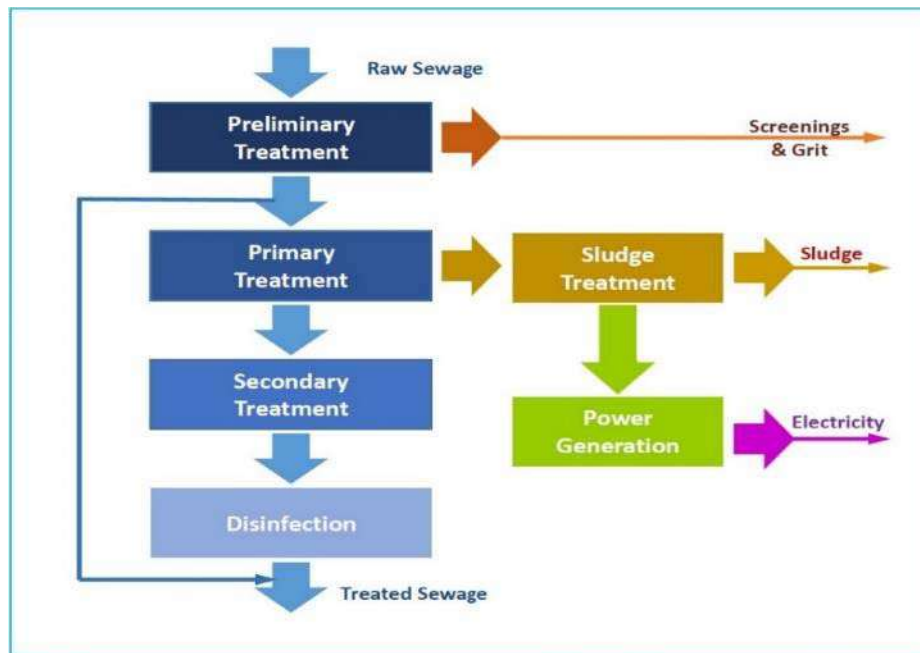 Raw Sewage
Preliminary
Treatment
Screenings
& Grit
Primary
Treatment
Sludge
Treatment
Sludge
Secondary
Treatment
Power
Generation
Electricity
Disinfection
Treated Sewage